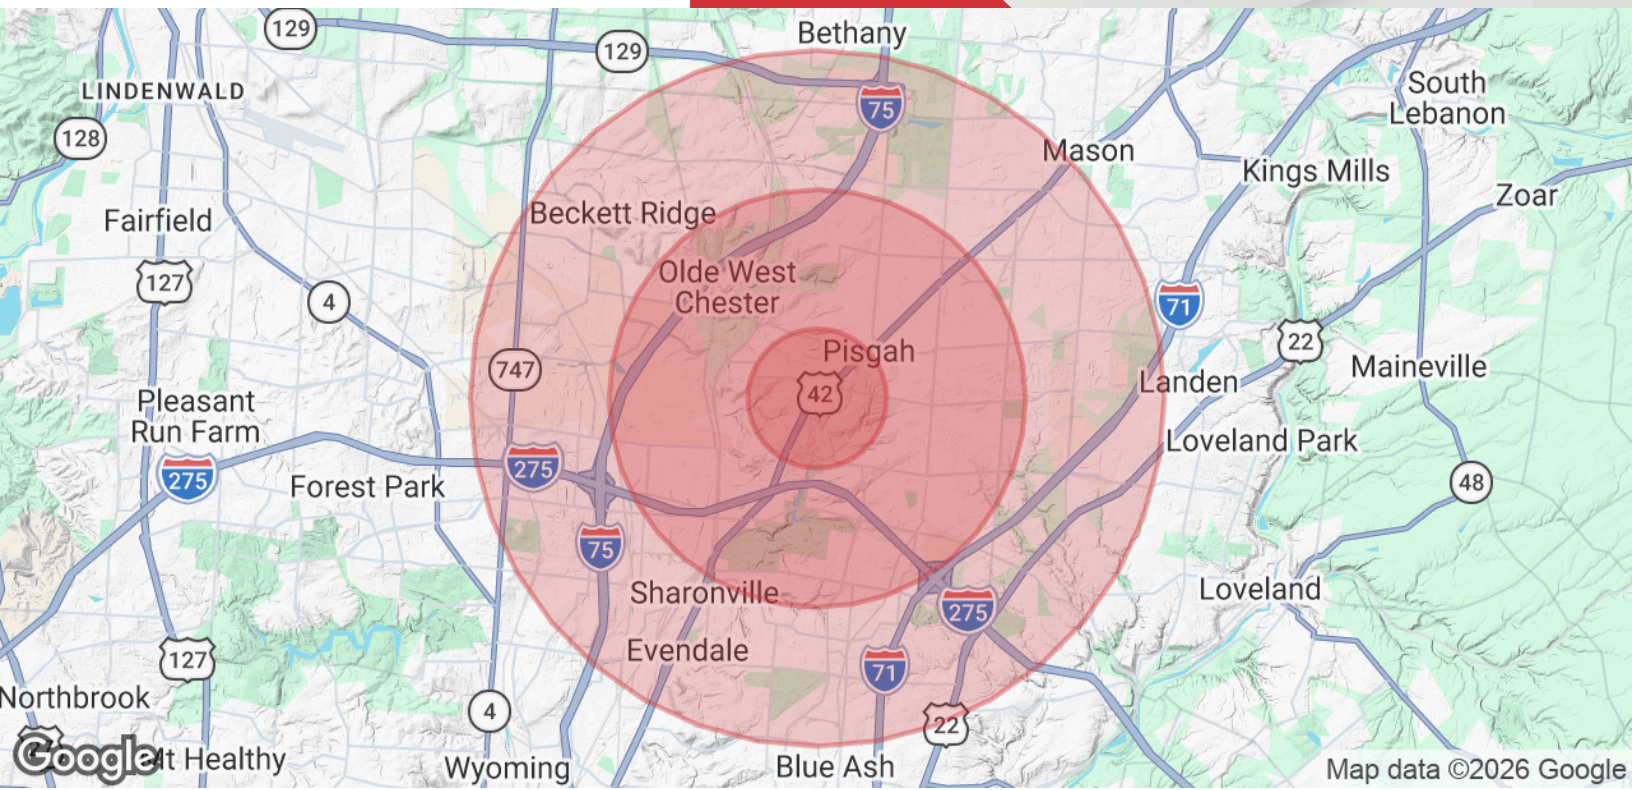 129
Bethany
129
LINDENWALD
75
South
Lebanon
128
Mason
Kings Mills
Zoar
Fairfield
Beckett Ridge
127
Olde West
Chester
4
71
22
Pisgah
747
42
Landen
Maineville
Pleasant
Run Farm
Loveland Park
275
275
Forest Park
48
75
Sharonville
275
Loveland
Evendale
127
71
Northbrook
4
22
Google
Mt Healthy
Wyoming
Blue Ash
Map data ©2026 Google